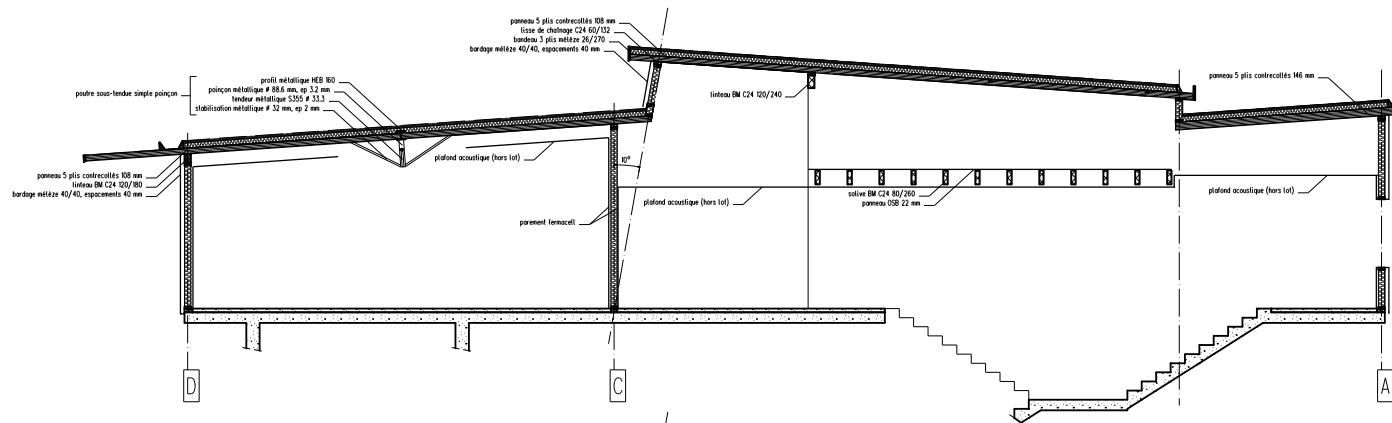 panneau 5 plis contrecollés 108 mm
lisse de chaînage C24 60/132
bandeau 3 plis mélèze 26/270
bardage mélèze 40/40, espacements 40 mm
profil métallique HEB 160
poutre sous-tendue simple poinçon
poinçon métallique ø 88.6 mm, ep 3.2 mm
tendeur métallique S355 ø 33.3
stabilisation métallique ø 32 mm, ep 2 mm
panneau 5 plis contrecollés 146 mm
linteau BM C24 120/240
plafond acoustique (hors lot)
10°
panneau 5 plis contrecollés 108 mm
linteau BM C24 120/180
bardage mélèze 40/40, espacements 40 mm
plafond acoustique (hors lot)
solive BM C24 80/260
panneau OSB 22 mm
plafond acoustique (hors lot)
parement fermacell
D
C
A